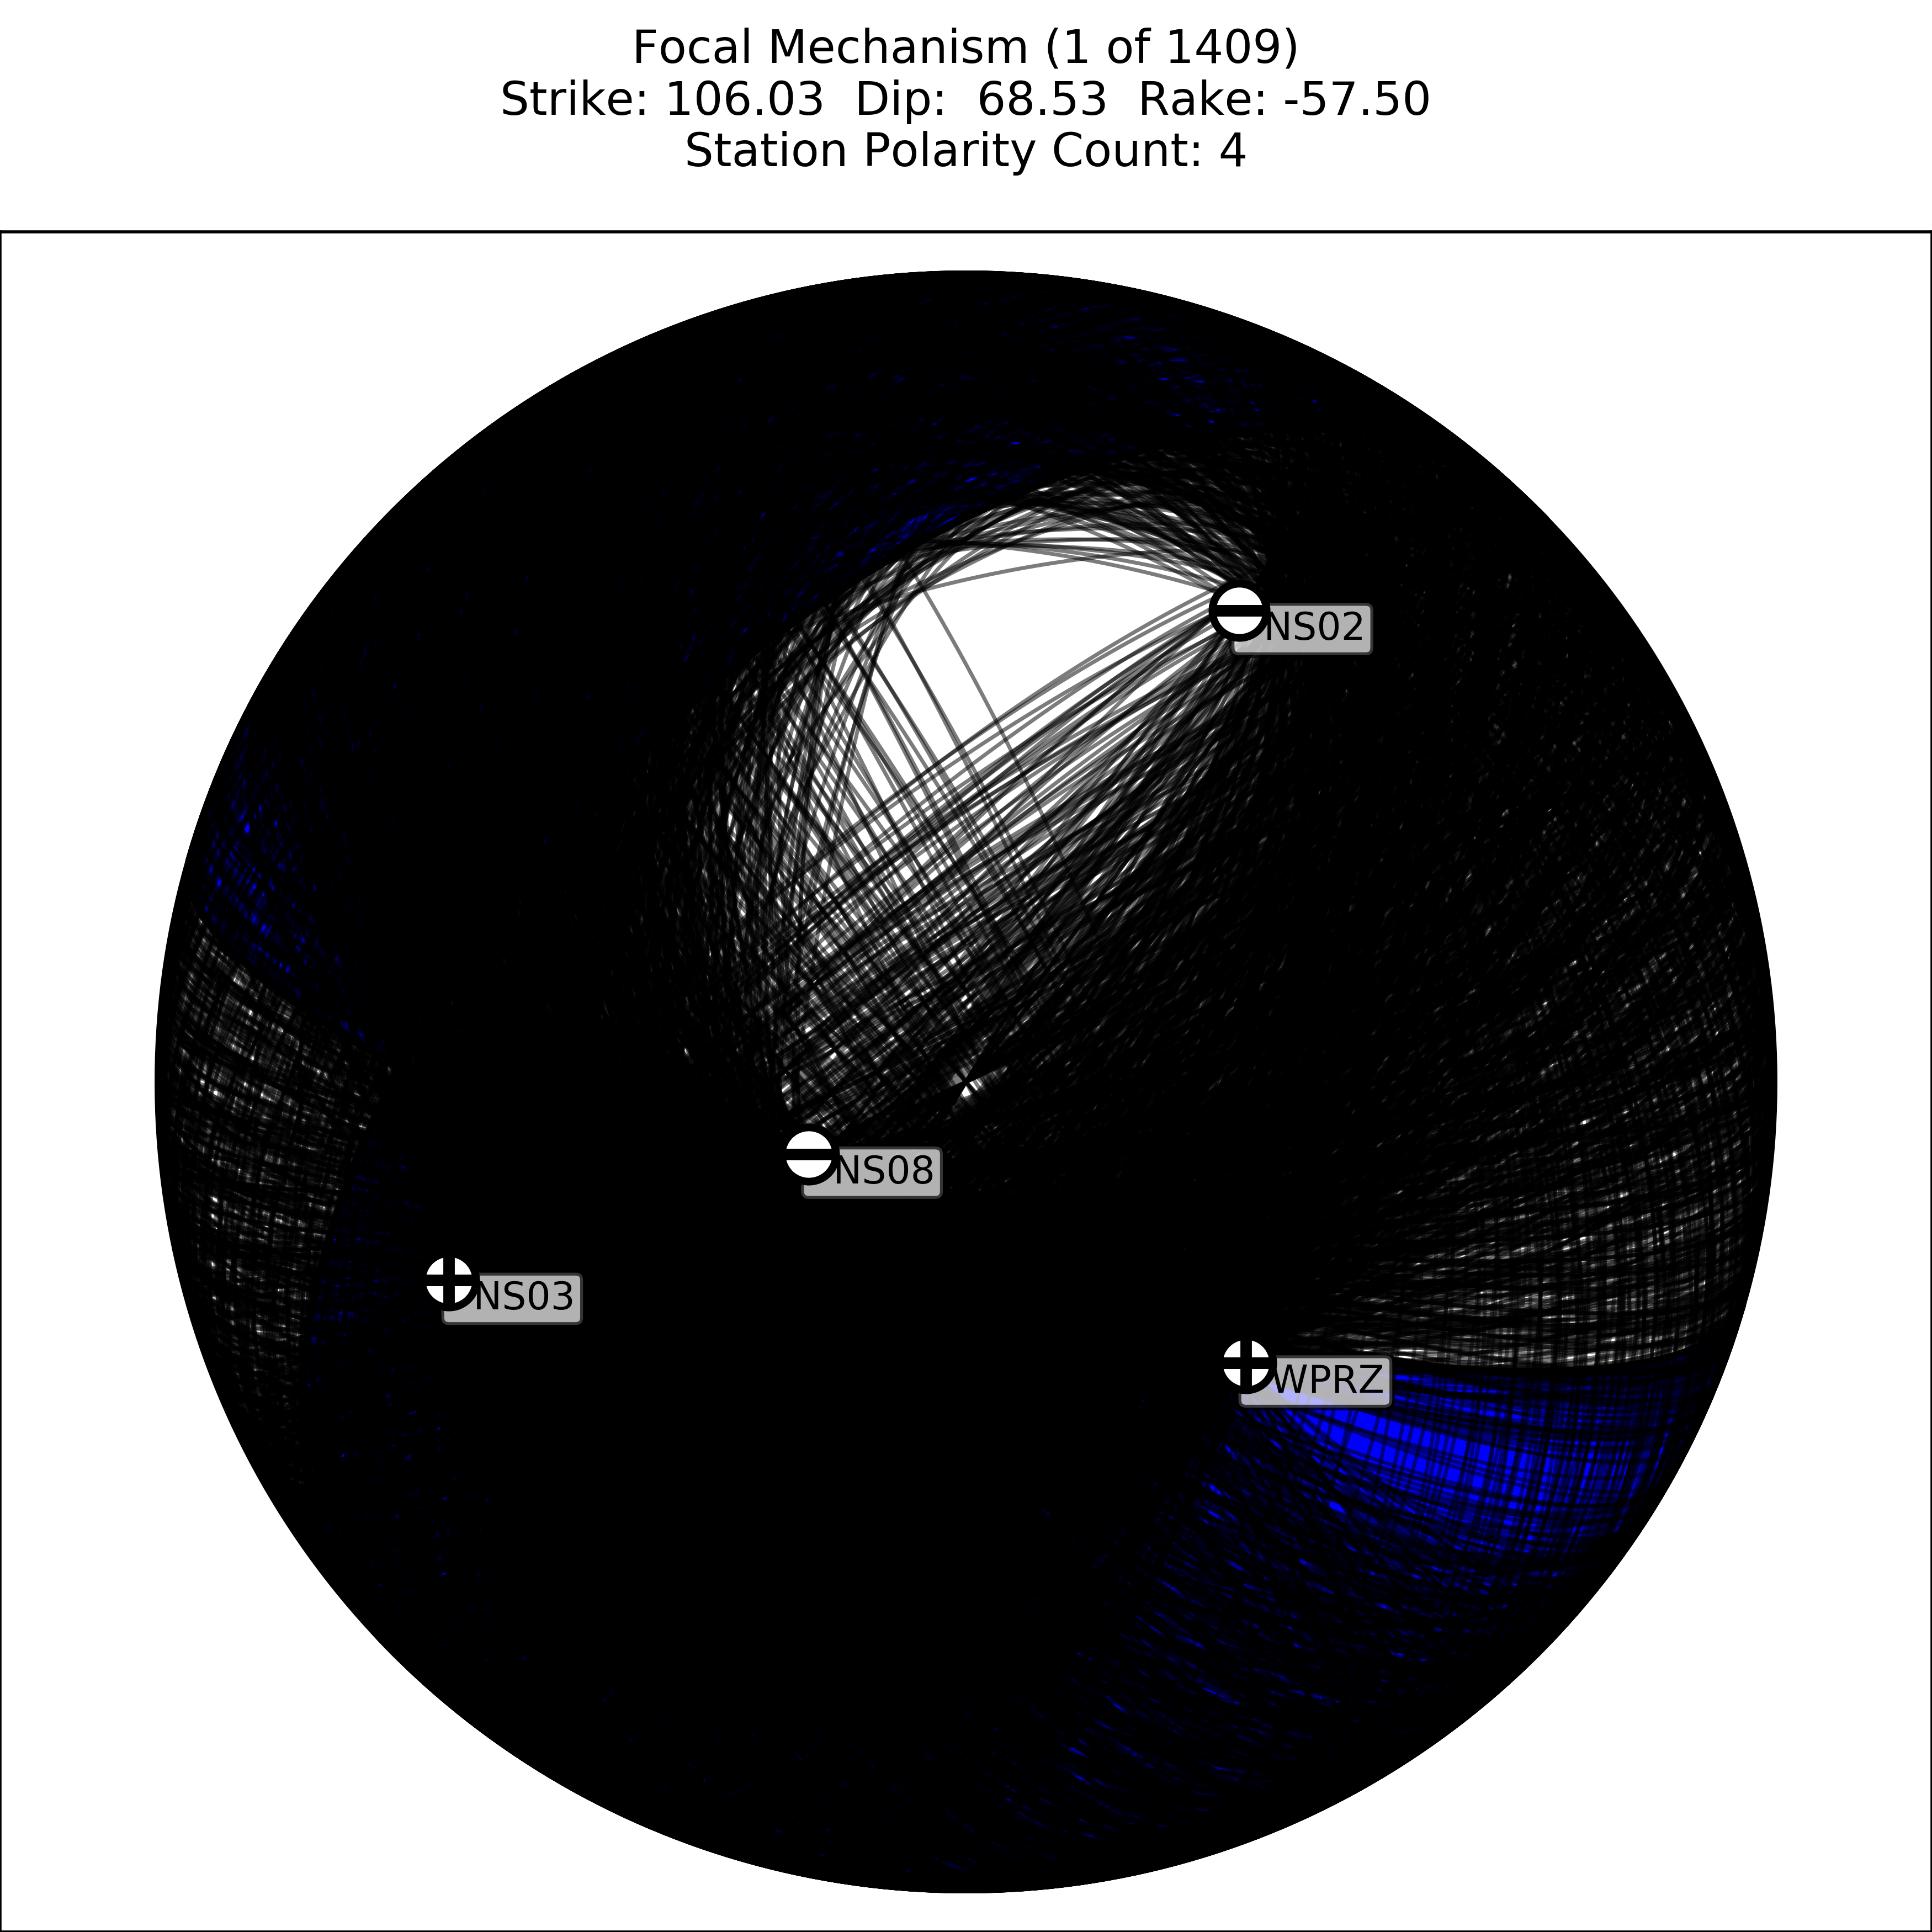 Focal Mechanism (1 of 1409)
Strike: 106.03  Dip:  68.53  Rake: -57.50
Station Polarity Count: 4
NS02
NS08
NS03
WPRZ